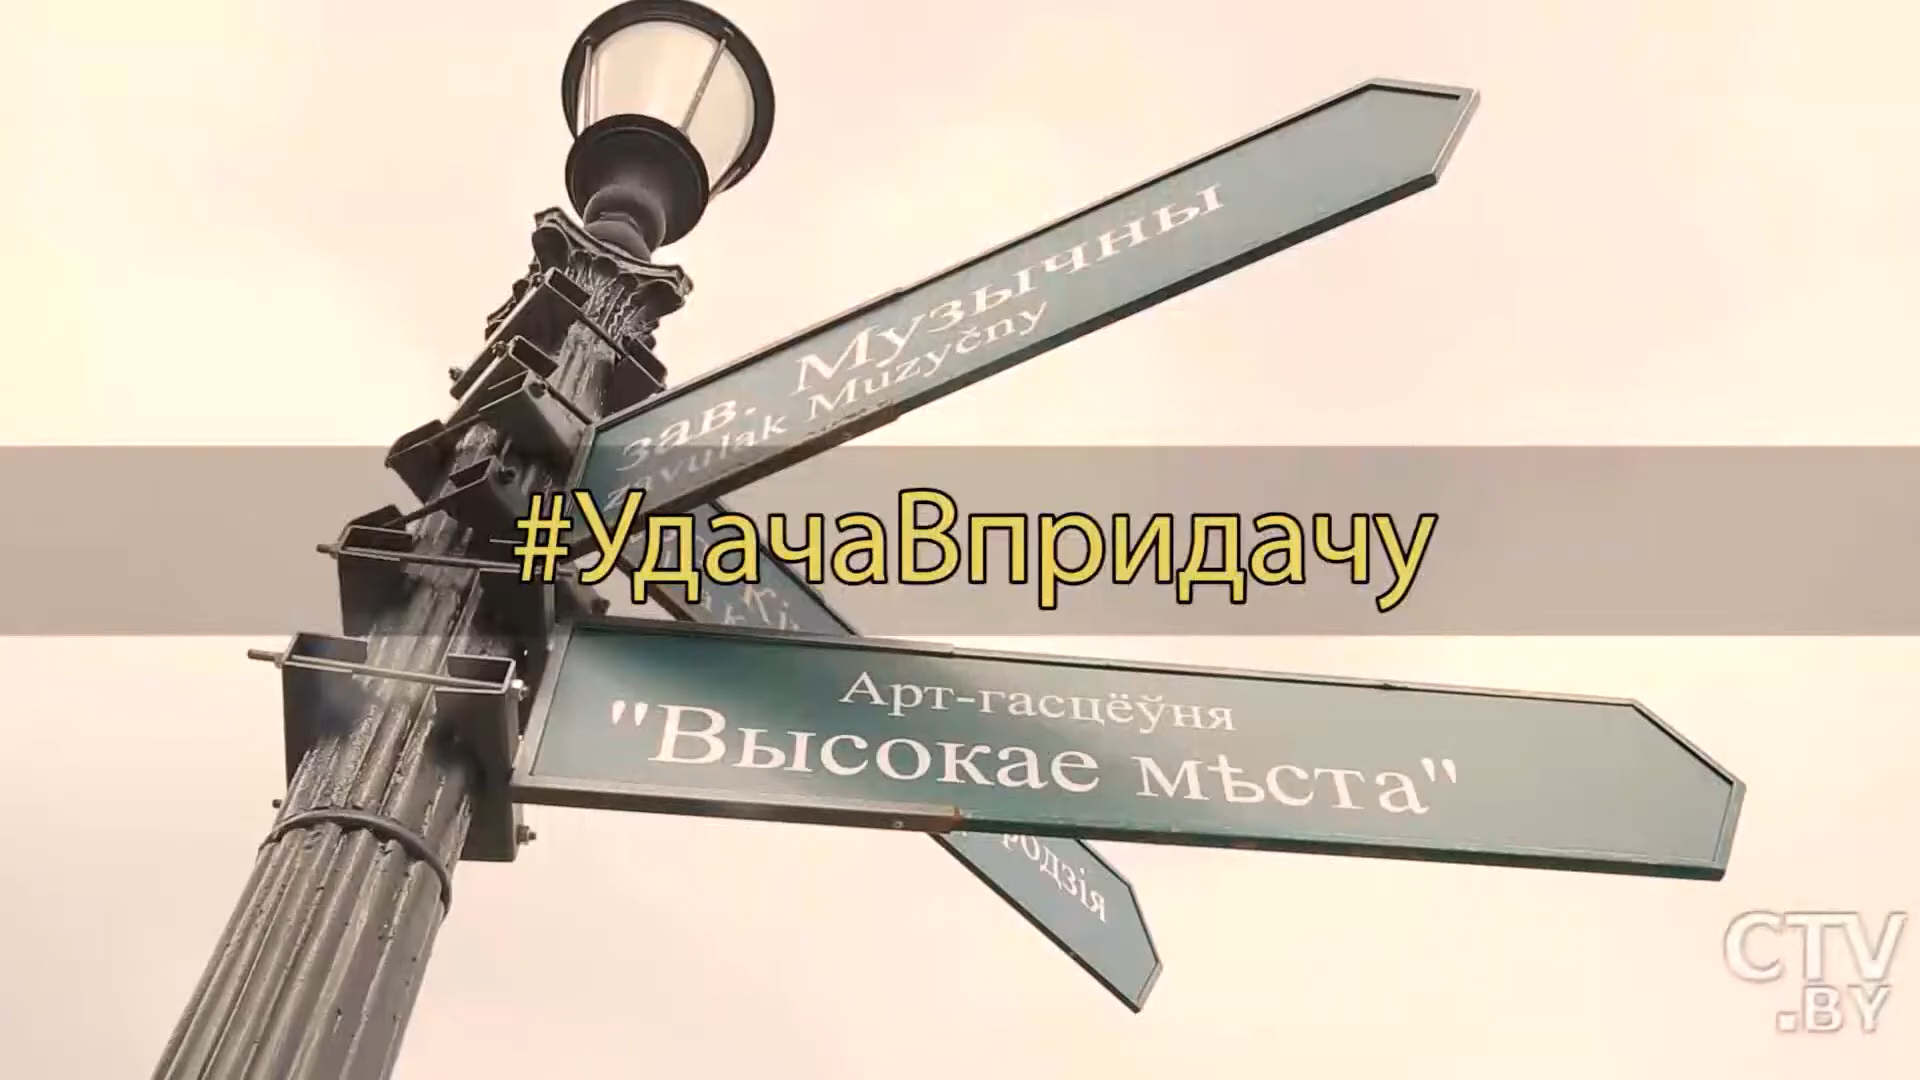 зав. Музычны
zavulak Muzyčny
#УдачаВпридачу
Арт-гасцёўня
"Высокае мѣста"
CTV
.BY